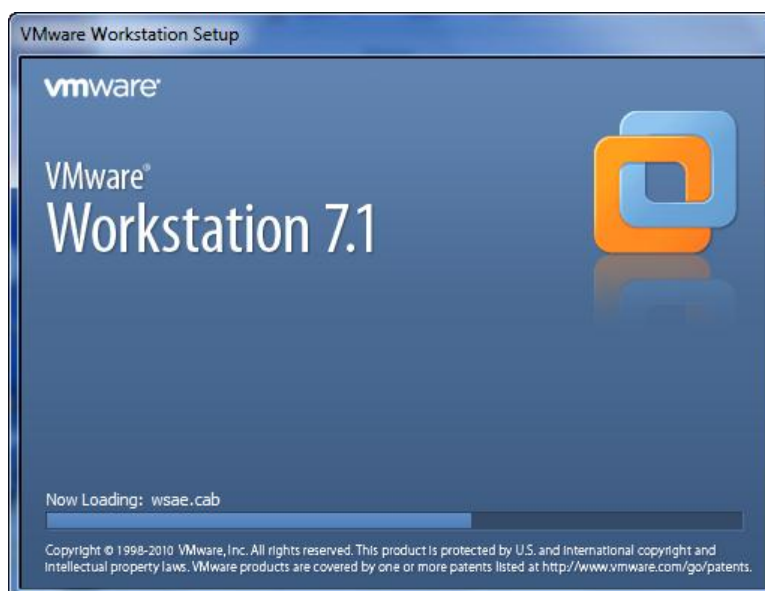 VMware Workstation Setup
vmware®
VMware®
Workstation 7.1
Now Loading: wsae.cab
Copyright © 1998-2010 VMware, Inc. All rights reserved. This product is protected by U.S. and international copyright and
intellectual property laws. VMware products are covered by one or more patents listed at http://www.vmware.com/go/patents.